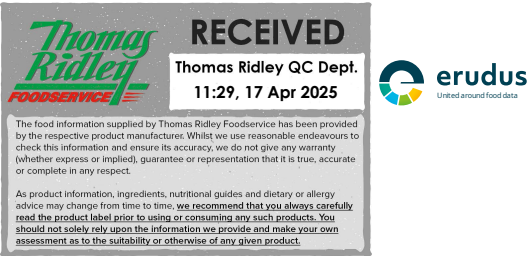 Thomas
Ridley
FOODSERVICE
RECEIVED
Thomas Ridley QC Dept.
11:29, 17 Apr 2025
erudus
United around food data
The food information supplied by Thomas Ridley Foodservice has been provided
by the respective product manufacturer. Whilst we use reasonable endeavours to
check this information and ensure its accuracy, we do not give any warranty
(whether express or implied), guarantee or representation that it is true, accurate
or complete in any respect.
As product information, ingredients, nutritional guides and dietary or allergy
advice may change from time to time, we recommend that you always carefully
read the product label prior to using or consuming any such products. You
should not solely rely upon the information we provide and make your own
assessment as to the suitability or otherwise of any given product.